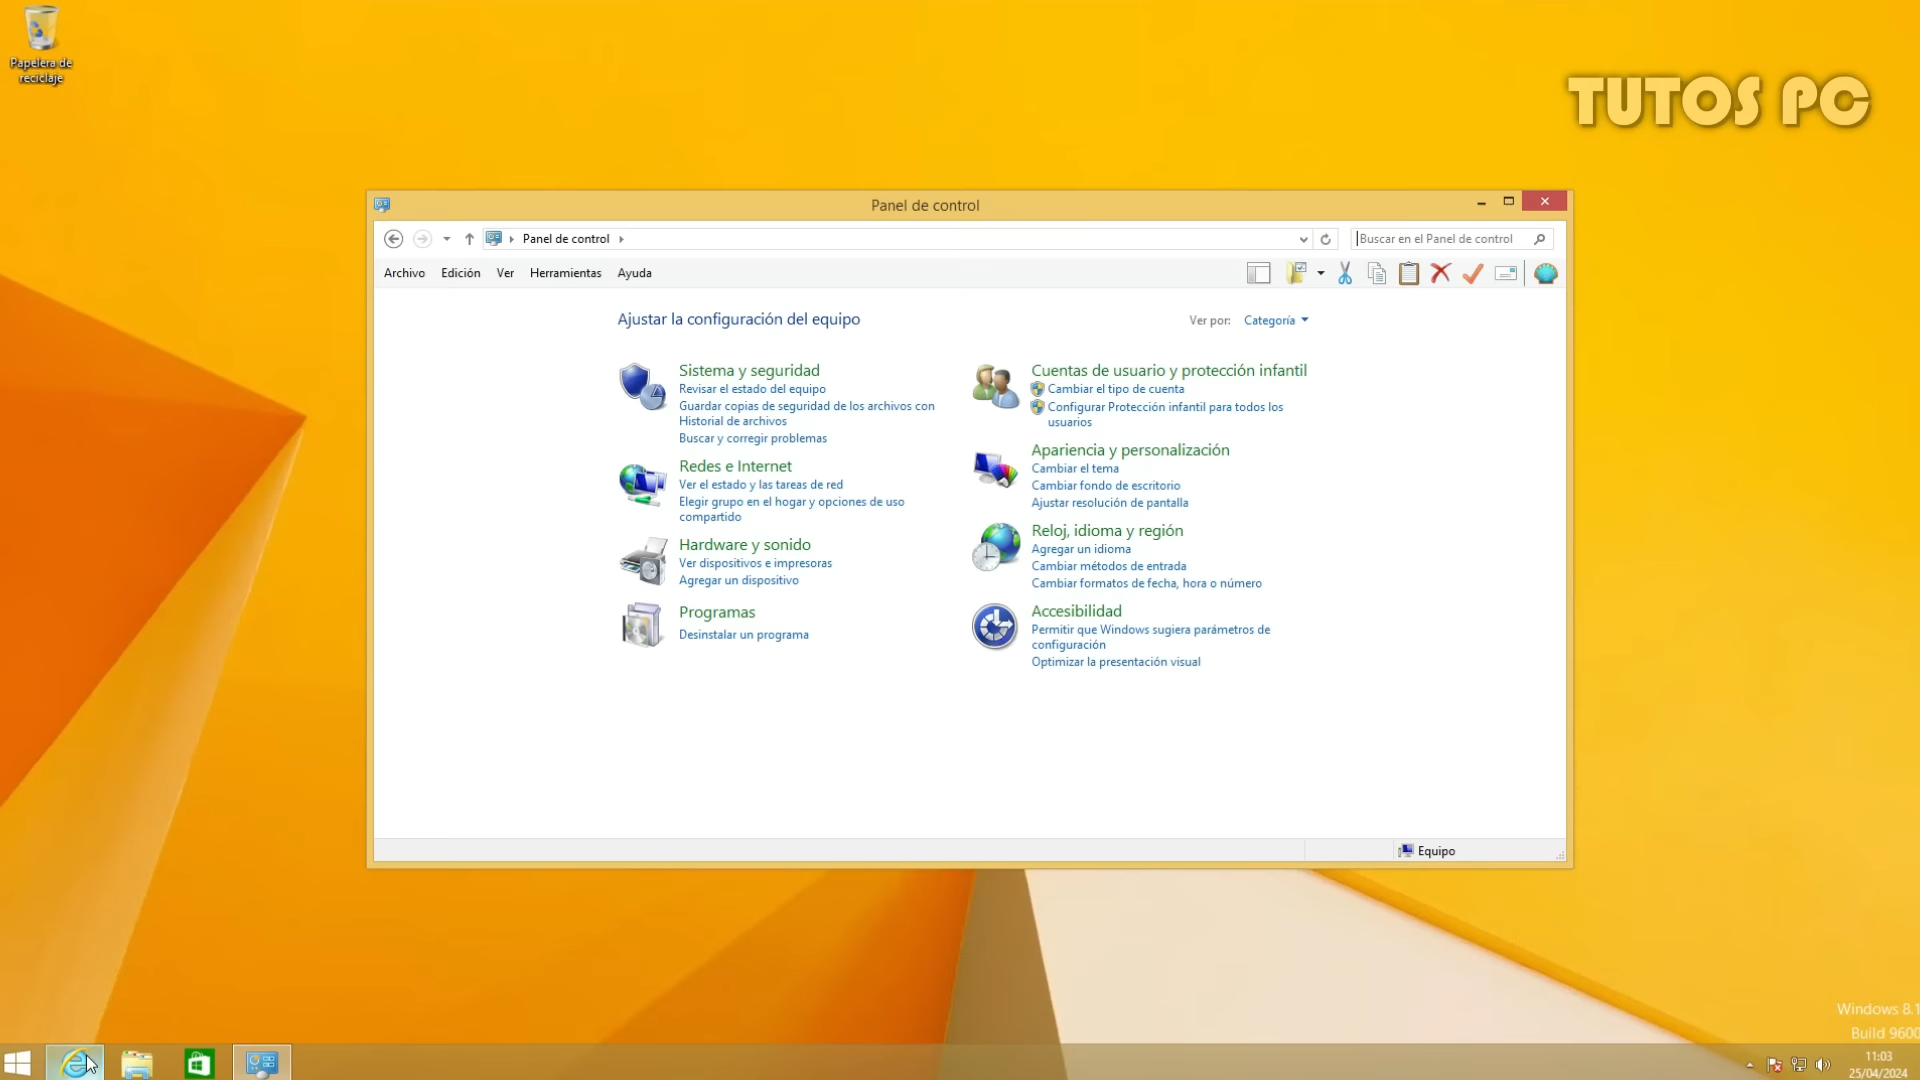 Papelera de
reciclaje
TUTOS PC
Panel de control
Panel de control
Buscar en el Panel de control
Archivo Edición Ver Herramientas Ayuda
Ajustar la configuración del equipo
Ver por: Categoría
Sistema y seguridad
Revisar el estado del equipo
Guardar copias de seguridad de los archivos con
Historial de archivos
Buscar y corregir problemas
Redes e Internet
Ver el estado y las tareas de red
Elegir grupo en el hogar y opciones de uso
compartido
Hardware y sonido
Ver dispositivos e impresoras
Agregar un dispositivo
Programas
Desinstalar un programa
Cuentas de usuario y protección infantil
Cambiar el tipo de cuenta
Configurar Protección infantil para todos los
usuarios
Apariencia y personalización
Cambiar el tema
Cambiar fondo de escritorio
Ajustar resolución de pantalla
Reloj, idioma y región
Agregar un idioma
Cambiar métodos de entrada
Cambiar formatos de fecha, hora o número
Accesibilidad
Permitir que Windows sugiera parámetros de
configuración
Optimizar la presentación visual
Equipo
Windows 8.1
Build 9600
11:03
25/04/2024